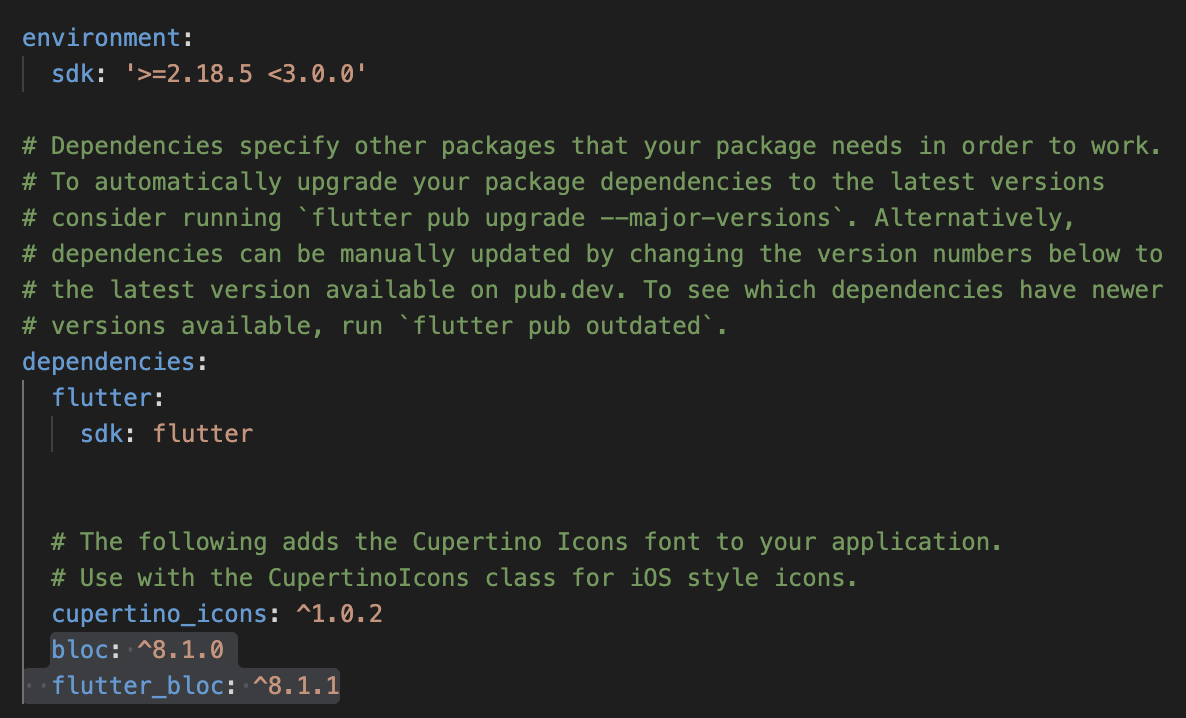 environment:
  sdk: '>=2.18.5 <3.0.0'
# Dependencies specify other packages that your package needs in order to work.
# To automatically upgrade your package dependencies to the latest versions
# consider running `flutter pub upgrade --major-versions`. Alternatively,
# dependencies can be manually updated by changing the version numbers below to
# the latest version available on pub.dev. To see which dependencies have newer
# versions available, run `flutter pub outdated`.
dependencies:
  flutter:
    sdk: flutter
  # The following adds the Cupertino Icons font to your application.
  # Use with the CupertinoIcons class for iOS style icons.
  cupertino_icons: ^1.0.2
  bloc: ^8.1.0
  flutter_bloc: ^8.1.1